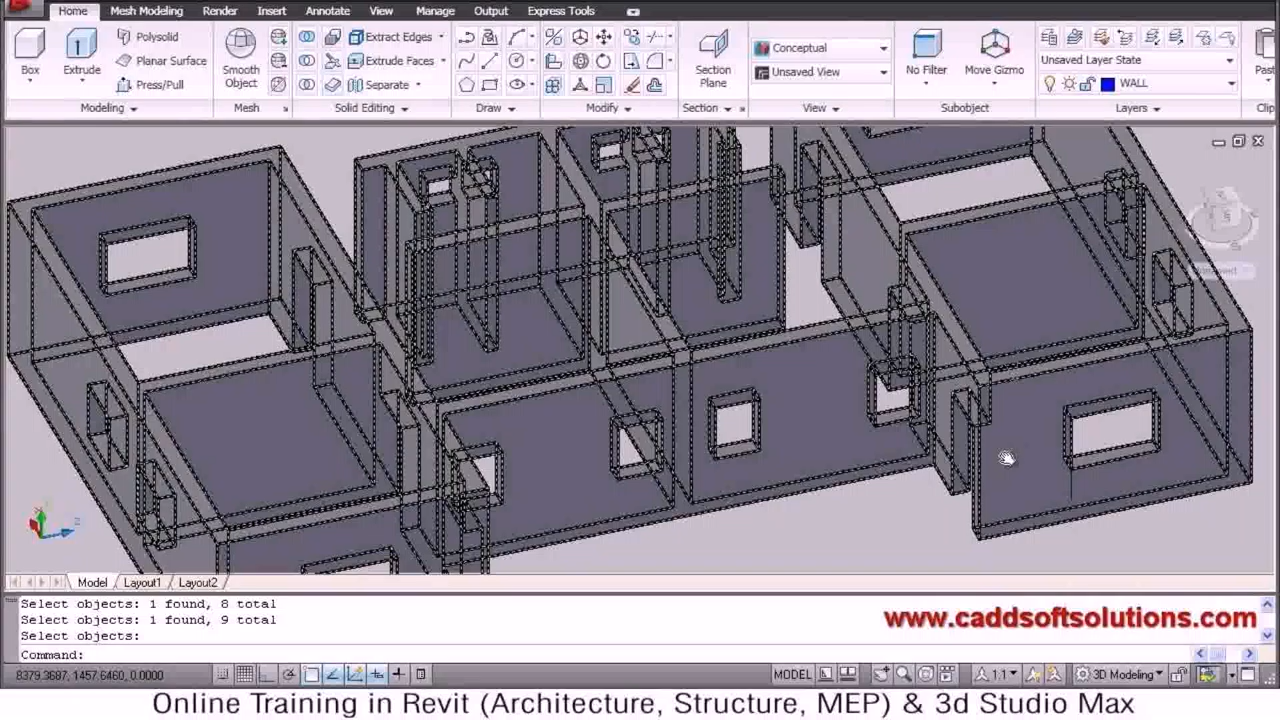 Home Mesh Modeling Render Insert Annotate View Manage Output Express Tools
Polysolid Extract Edges Conceptual Unsaved Layer State
Planar Surface Extrude Faces Unsaved View
Box Extrude Press/Pull Smooth Object Separate Section Plane No Filter Move Gizmo WALL
Modeling Mesh Solid Editing Draw Modify Section View Subobject Layers
Model Layout1 Layout2
Select objects: 1 found, 8 total
Select objects: 1 found, 9 total
Select objects:
Command:
www.caddsoftsolutions.com
8379.3687, 1457.6460, 0.0000 MODEL 1:1 3D Modeling
Online Training in Revit (Architecture, Structure, MEP) & 3d Studio Max